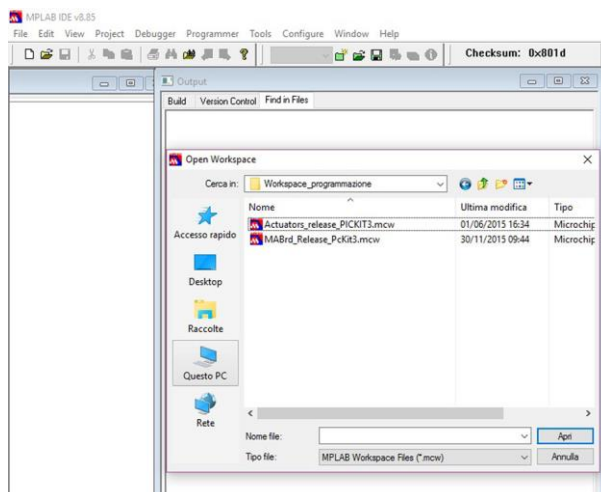 MPLAB IDE v8.85
File Edit View Project Debugger Programmer Tools Configure Window Help
Checksum: 0x801d
Output
Build Version Control Find in Files
Open Workspace
Cerca in: Workspace_programmazione
Nome Ultima modifica Tipo
Actuators_release_PICKIT3.mcw 01/06/2015 16:34 Microchip
MABrd_Release_PcKit3.mcw 30/11/2015 09:44 Microchip
Accesso rapido
Desktop
Raccolte
Questo PC
Rete
Nome file: Apri
Tipo file: MPLAB Workspace Files (*.mcw) Annulla